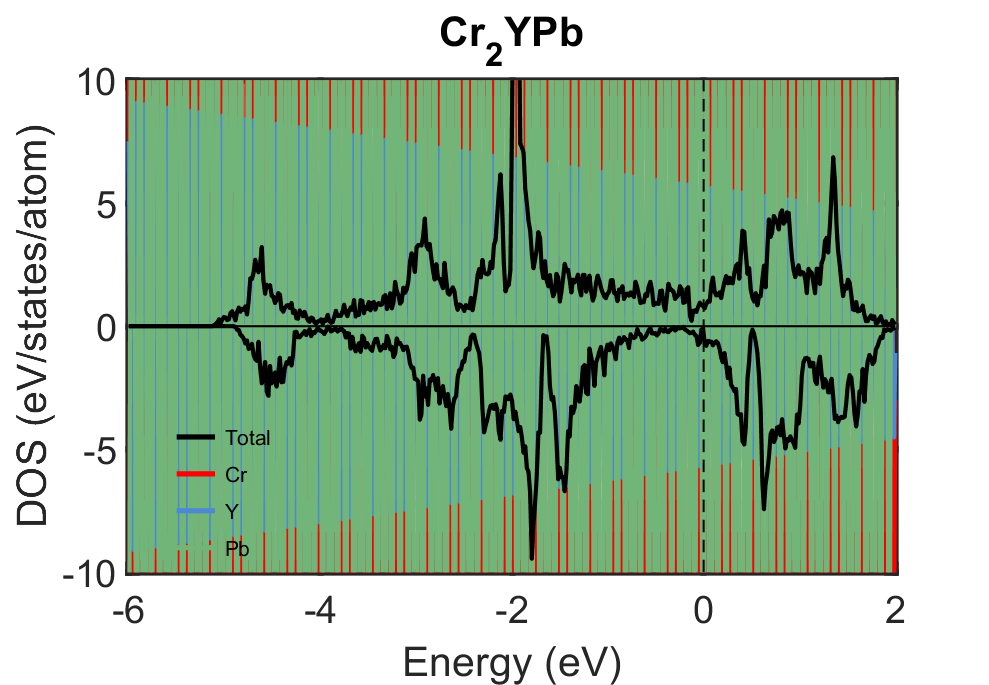 Cr2YPb
DOS (eV/states/atom)
10
5
0
-5
-10
Total
Cr
Y
Pb
-6 -4 -2 0 2
Energy (eV)